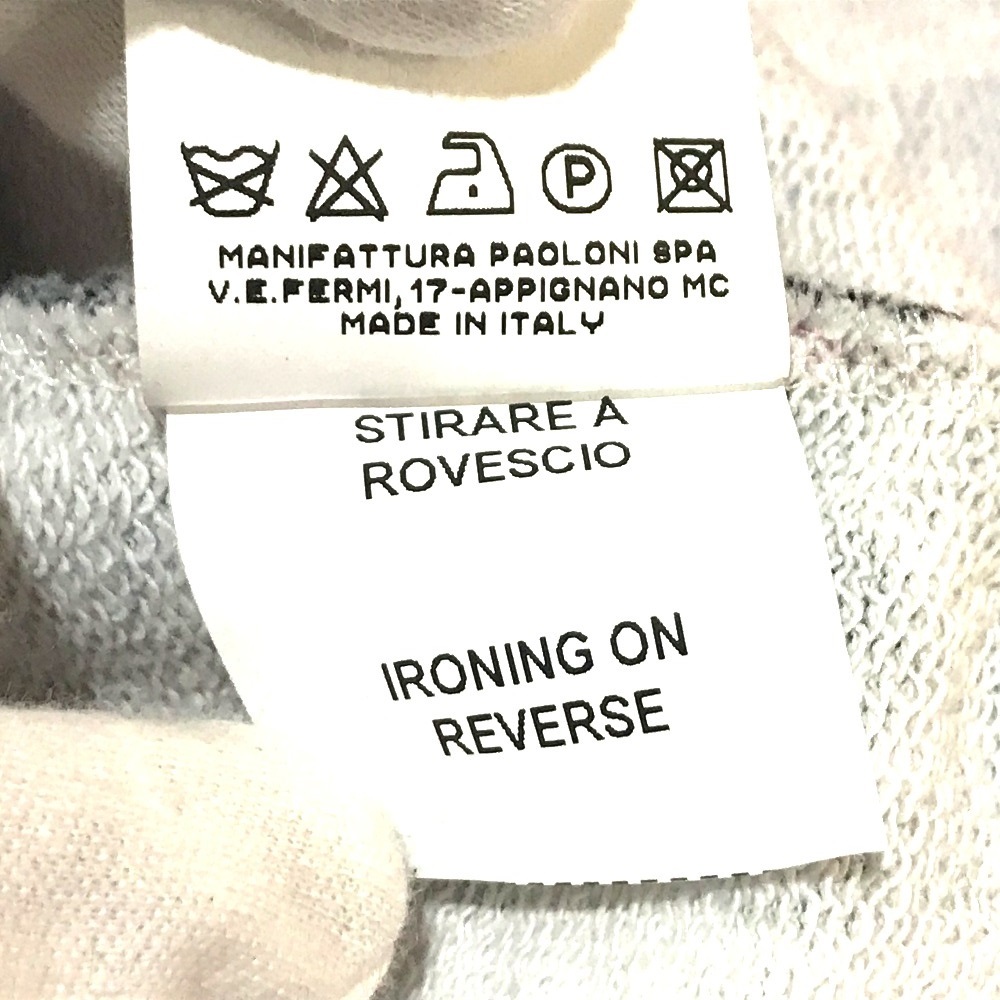 P
MANIFATTURA PAOLONI SPA
V.E.FERMI, 17-APPIGNANO MC
MADE IN ITALY
STIRARE A
ROVESCIO
IRONING ON
REVERSE